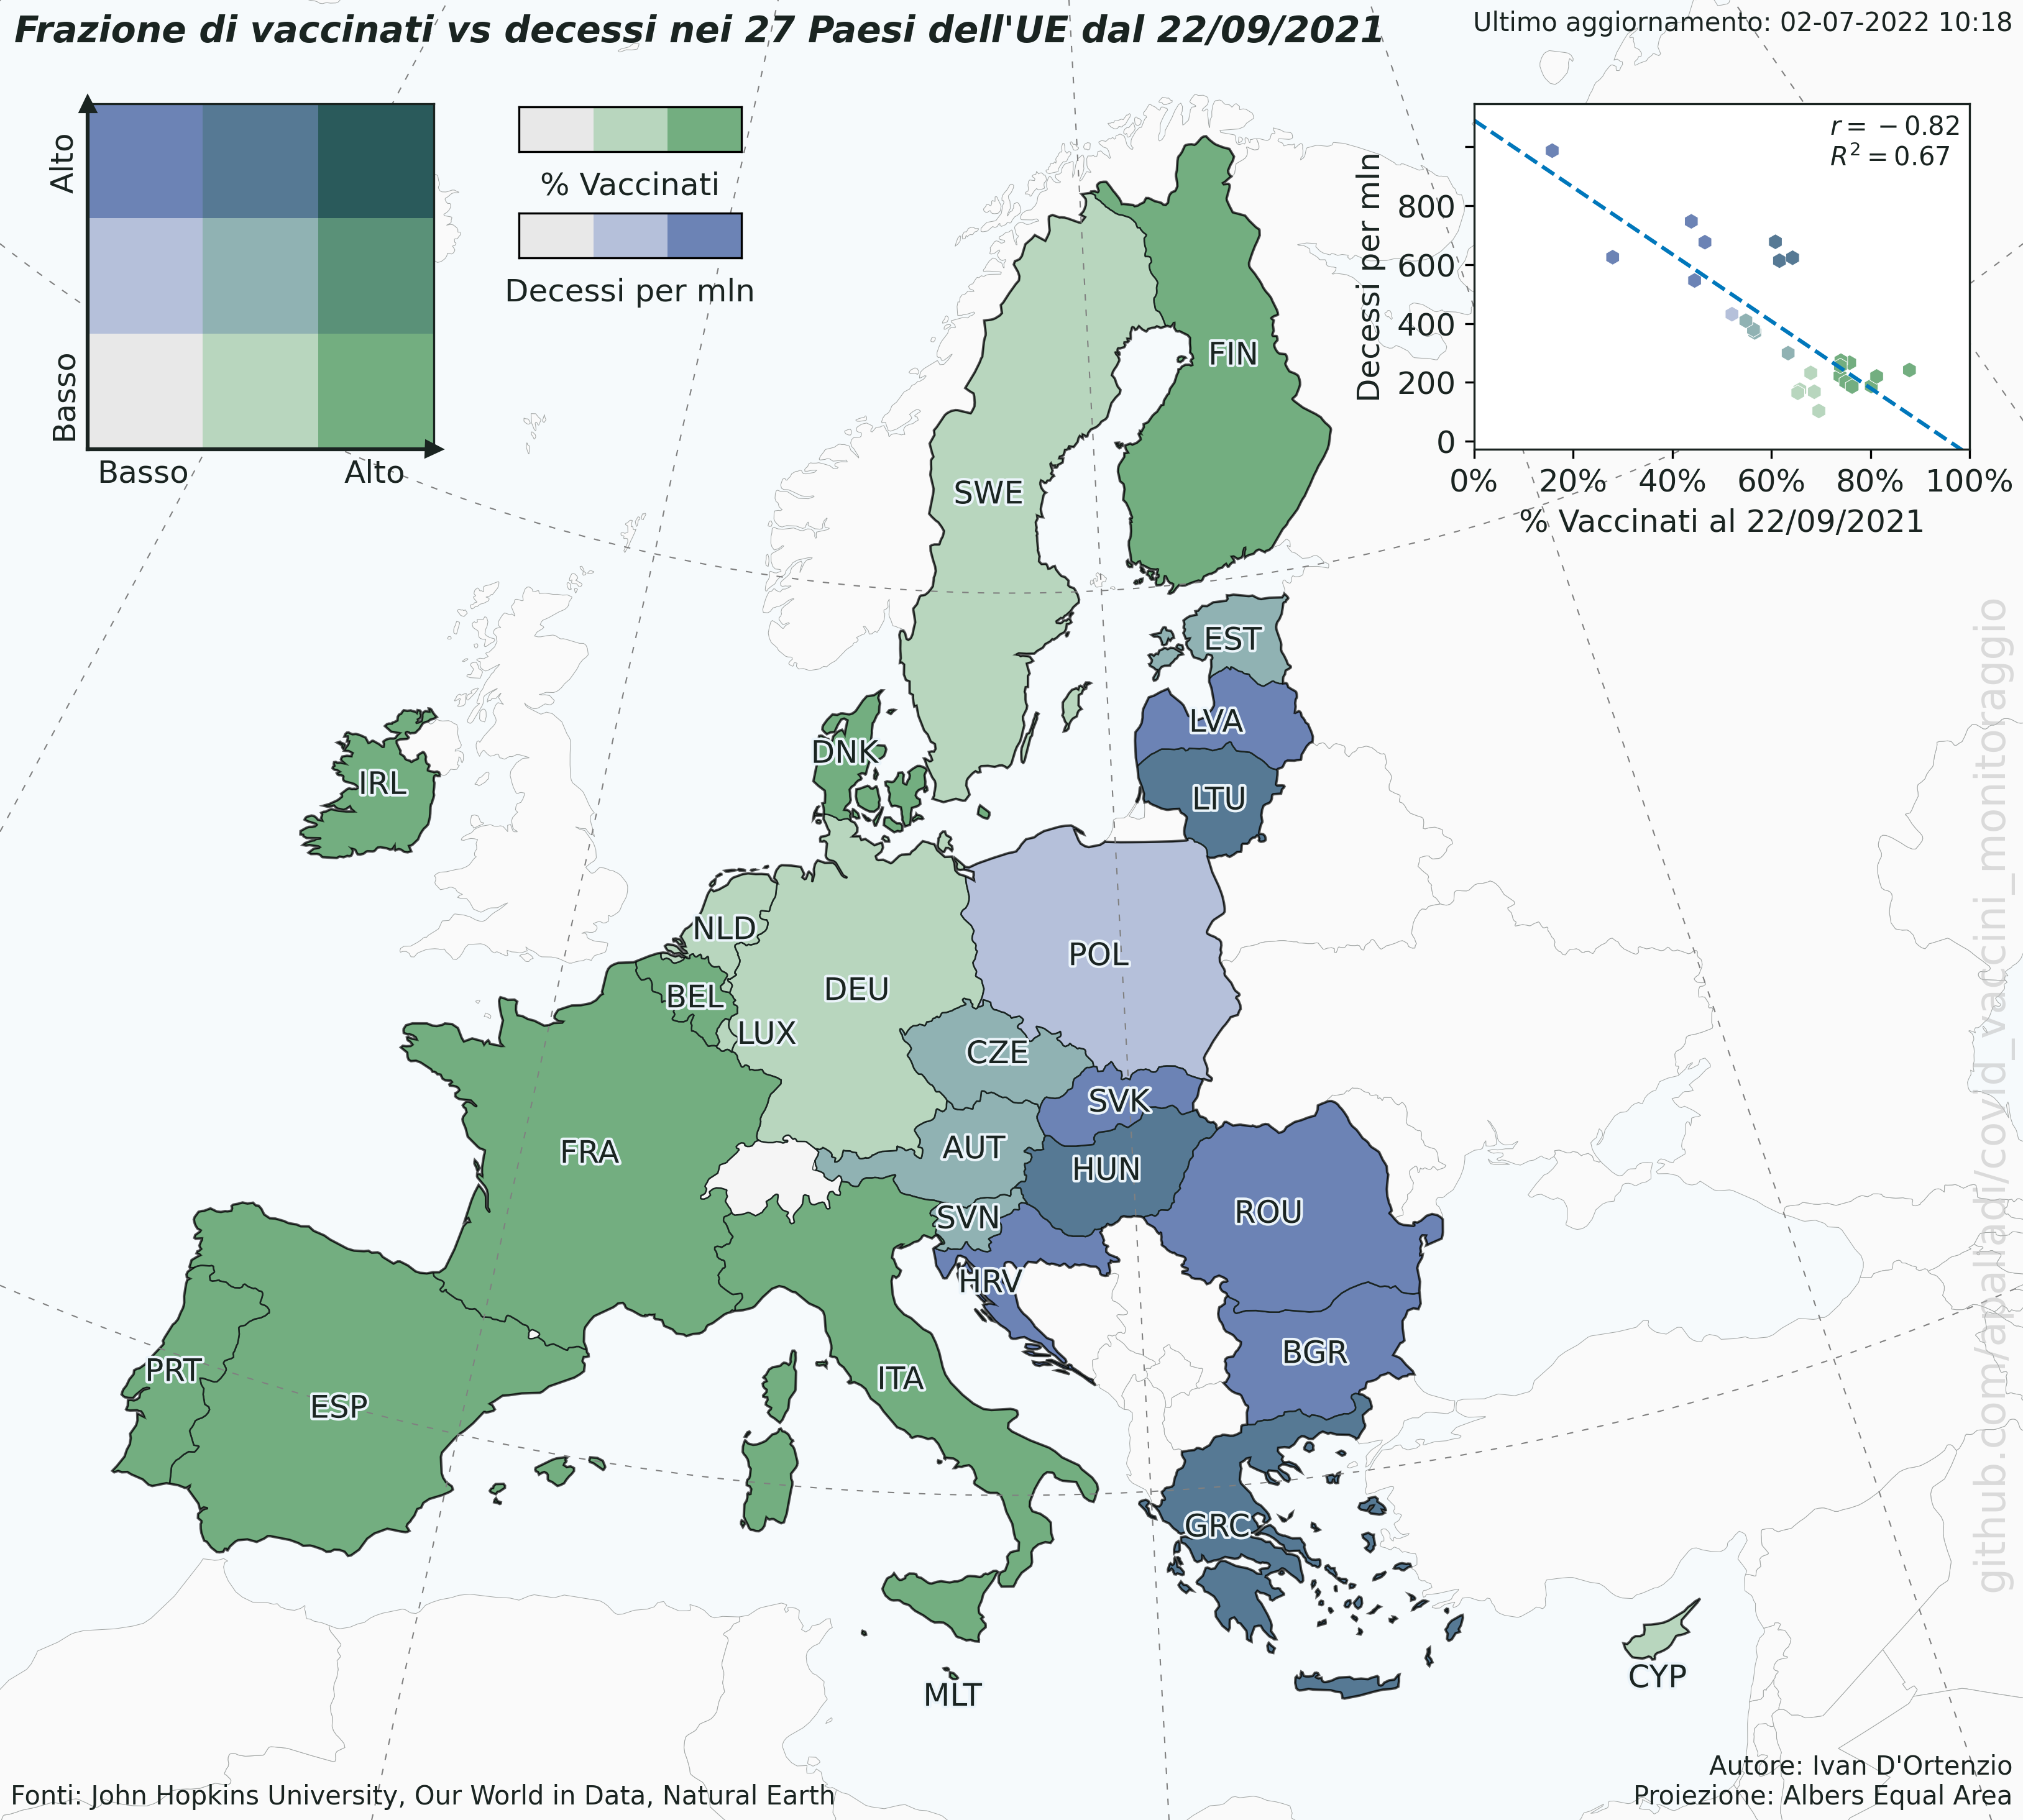 Frazione di vaccinati vs decessi nei 27 Paesi dell'UE dal 22/09/2021
Ultimo aggiornamento: 02-07-2022 10:18
Alto
Basso
Basso
Alto
% Vaccinati
Decessi per mln
r = −0.82
R² = 0.67
Decessi per mln
800
600
400
200
0
0%
20%
40%
60%
80%
100%
% Vaccinati al 22/09/2021
FIN
SWE
EST
LVA
LTU
DNK
IRL
NLD
POL
DEU
BEL
LUX
CZE
SVK
FRA
AUT
HUN
ROU
SVN
HRV
BGR
PRT
ITA
ESP
GRC
CYP
MLT
github.com/apalladi/covid_vaccini_monitoraggio
Fonti: John Hopkins University, Our World in Data, Natural Earth
Autore: Ivan D'Ortenzio
Proiezione: Albers Equal Area